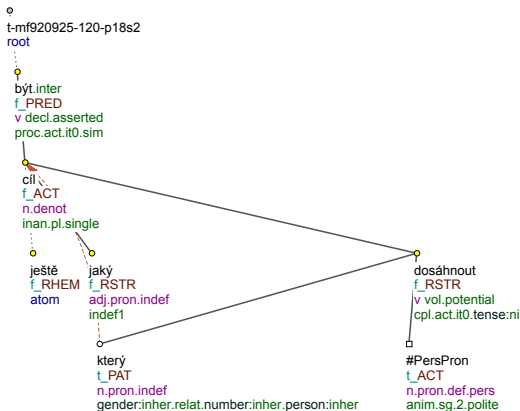 t-mf920925-120-p18s2
root
být.inter
f_PRED
v decl.asserted
proc.act.it0.sim
cíl
f_ACT
n.denot
inan.pl.single
ještě
f_RHEM
atom
jaký
f_RSTR
adj.pron.indef
indef1
dosáhnout
f_RSTR
v vol.potential
cpl.act.it0.tense:ni
který
t_PAT
n.pron.indef
gender:inher.relat.number:inher.person:inher
#PersPron
t_ACT
n.pron.def.pers
anim.sg.2.polite